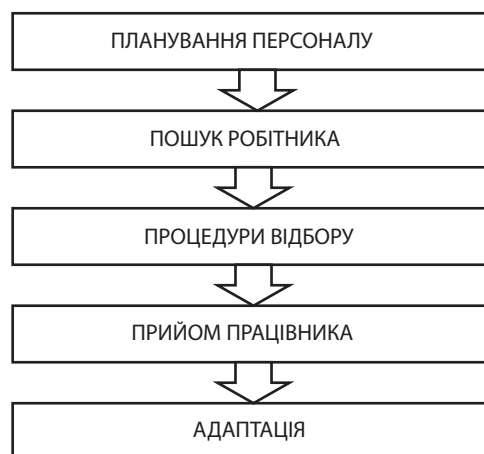 ПЛАНУВАННЯ ПЕРСОНАЛУ
ПОШУК РОБІТНИКА
ПРОЦЕДУРИ ВІДБОРУ
ПРИЙОМ ПРАЦІВНИКА
АДАПТАЦІЯ